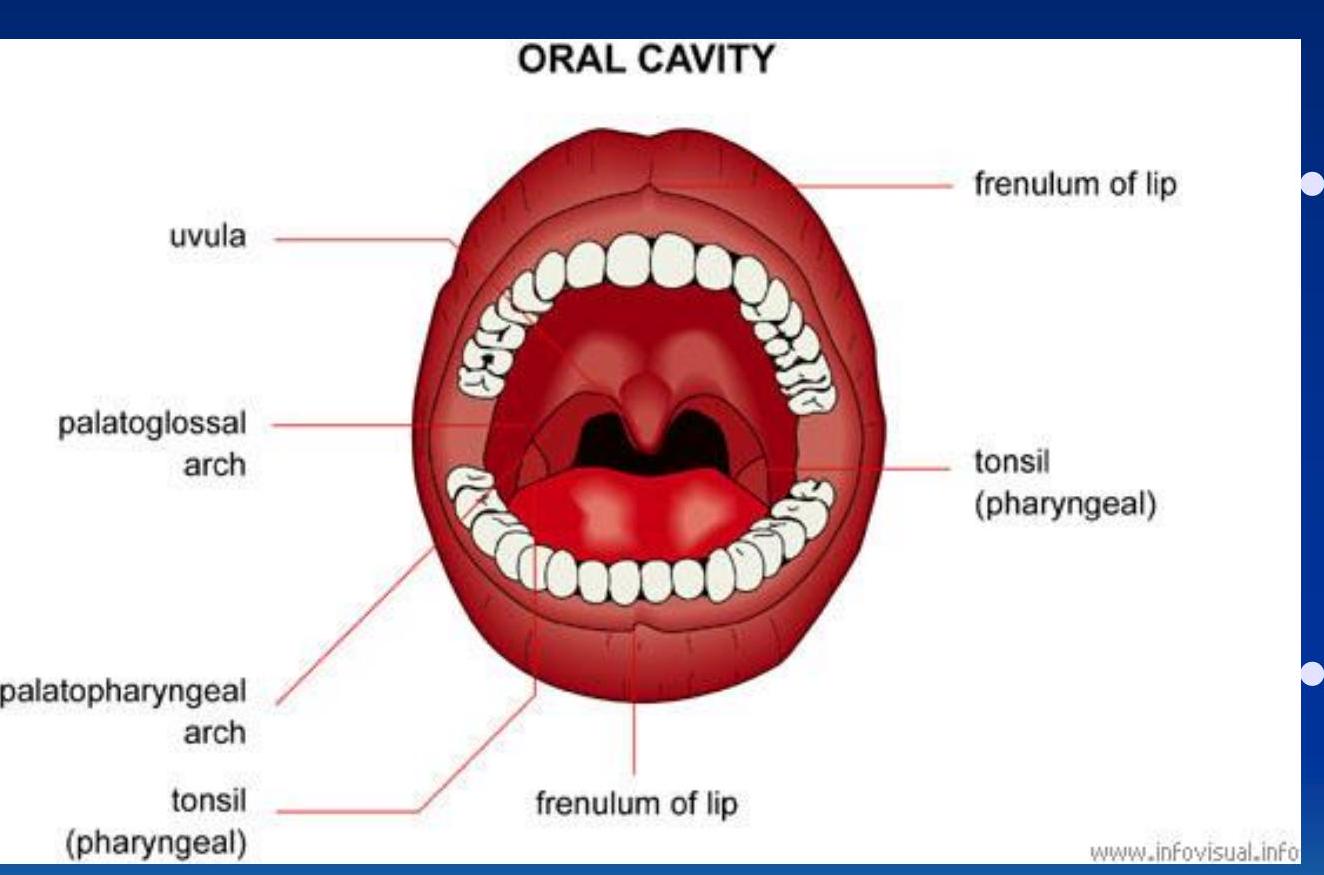 ORAL CAVITY
frenulum of lip
uvula
palatoglossal
arch
tonsil
(pharyngeal)
palatopharyngeal
arch
tonsil
(pharyngeal)
frenulum of lip
www.infovisual.info